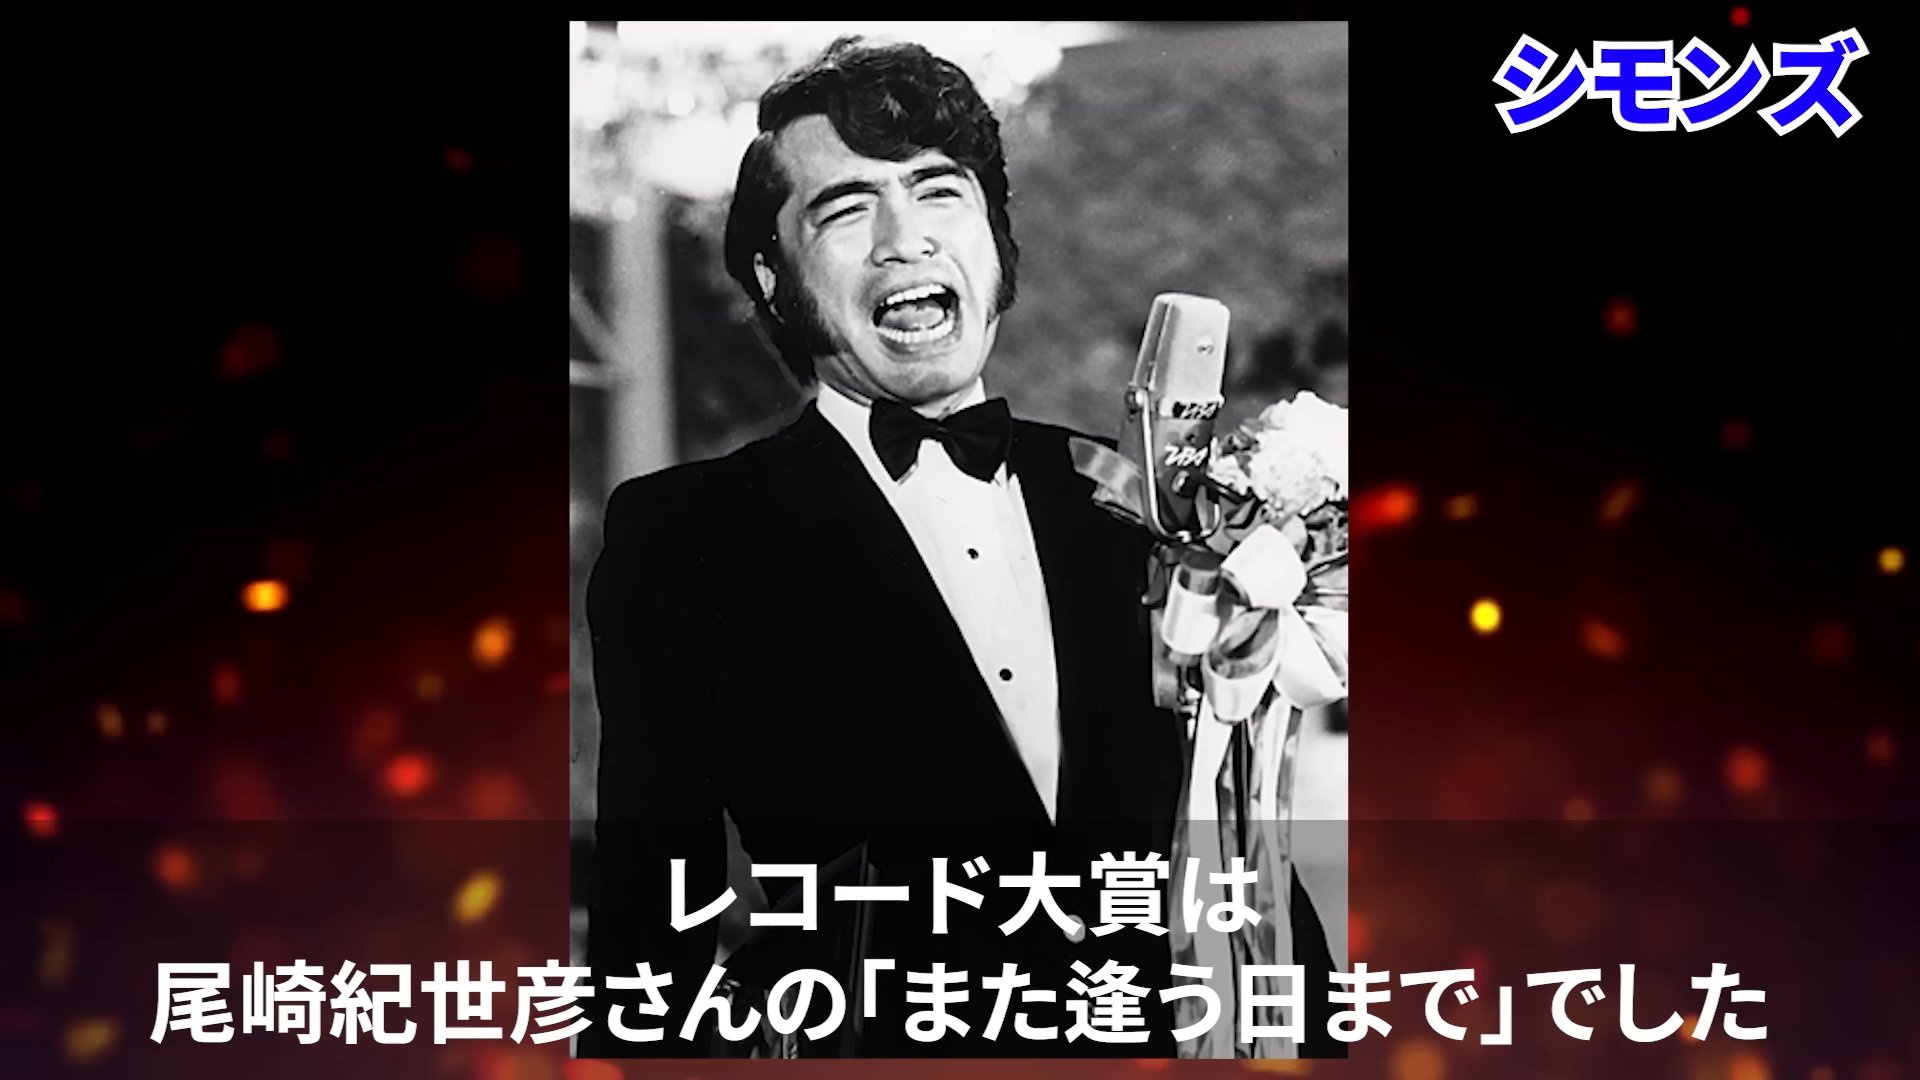 シモンズ
レコード大賞は
尾崎紀世彦さんの「また逢う日まで」でした